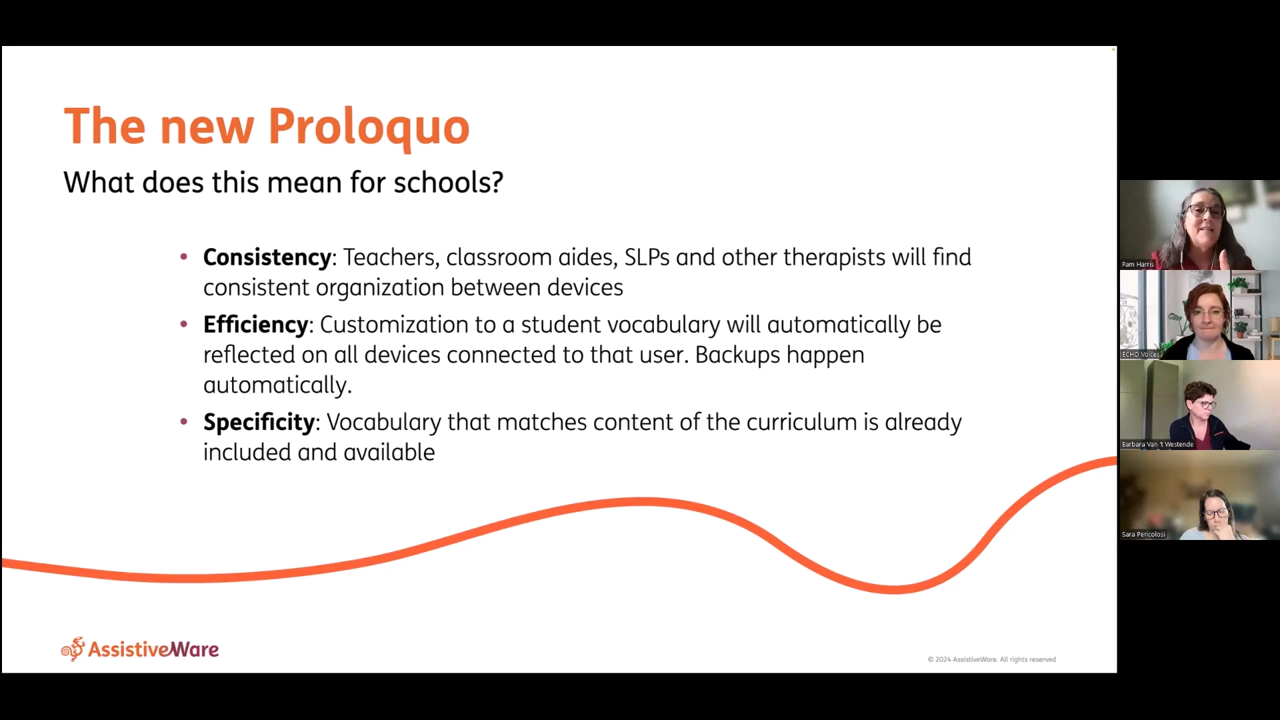 The new Proloquo
What does this mean for schools?
• Consistency: Teachers, classroom aides, SLPs and other therapists will find
consistent organization between devices
• Efficiency: Customization to a student vocabulary will automatically be
reflected on all devices connected to that user. Backups happen
automatically.
• Specificity: Vocabulary that matches content of the curriculum is already
included and available
AssistiveWare
© 2024 AssistiveWare. All rights reserved
Pam Harris
ECHO Voices
Barbara Van 't Westende
Sara Pericolosi